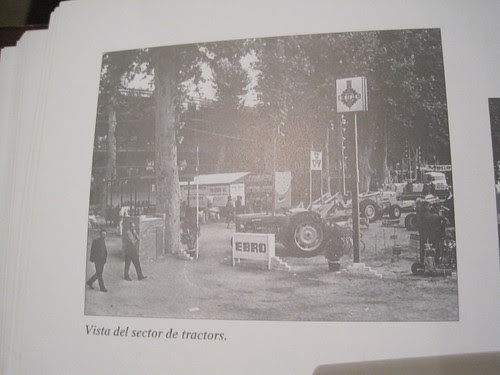 EBRO
Vista del sector de tractors.